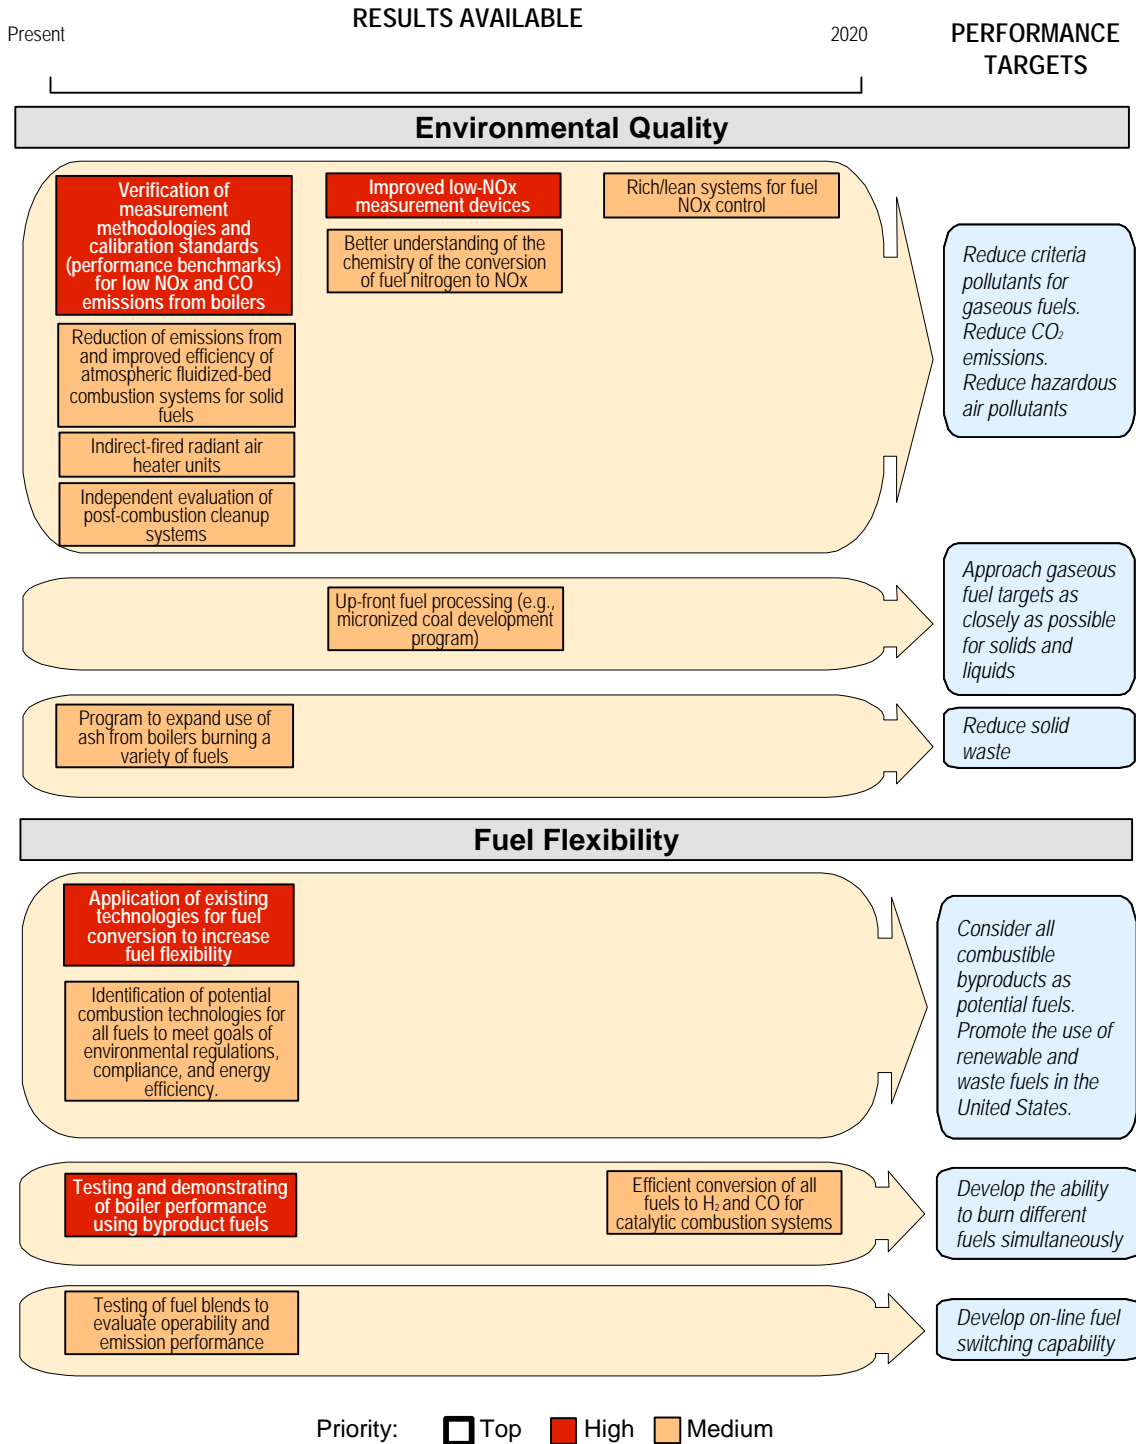 RESULTS AVAILABLE
Present
2020
PERFORMANCE
TARGETS
Environmental Quality
Verification of
measurement
methodologies and
calibration standards
(performance benchmarks)
for low NOx and CO
emissions from boilers
Improved low-NOx
measurement devices
Rich/lean systems for fuel
NOx control
Better understanding of the
chemistry of the conversion
of fuel nitrogen to NOx
Reduction of emissions from
and improved efficiency of
atmospheric fluidized-bed
combustion systems for solid
fuels
Indirect-fired radiant air
heater units
Independent evaluation of
post-combustion cleanup
systems
Reduce criteria
pollutants for
gaseous fuels.
Reduce CO₂
emissions.
Reduce hazardous
air pollutants
Up-front fuel processing (e.g.,
micronized coal development
program)
Approach gaseous
fuel targets as
closely as possible
for solids and
liquids
Program to expand use of
ash from boilers burning a
variety of fuels
Reduce solid
waste
Fuel Flexibility
Application of existing
technologies for fuel
conversion to increase
fuel flexibility
Identification of potential
combustion technologies for
all fuels to meet goals of
environmental regulations,
compliance, and energy
efficiency.
Consider all
combustible
byproducts as
potential fuels.
Promote the use of
renewable and
waste fuels in the
United States.
Testing and demonstrating
of boiler performance
using byproduct fuels
Efficient conversion of all
fuels to H₂ and CO for
catalytic combustion systems
Develop the ability
to burn different
fuels simultaneously
Testing of fuel blends to
evaluate operability and
emission performance
Develop on-line fuel
switching capability
Priority: Top High Medium